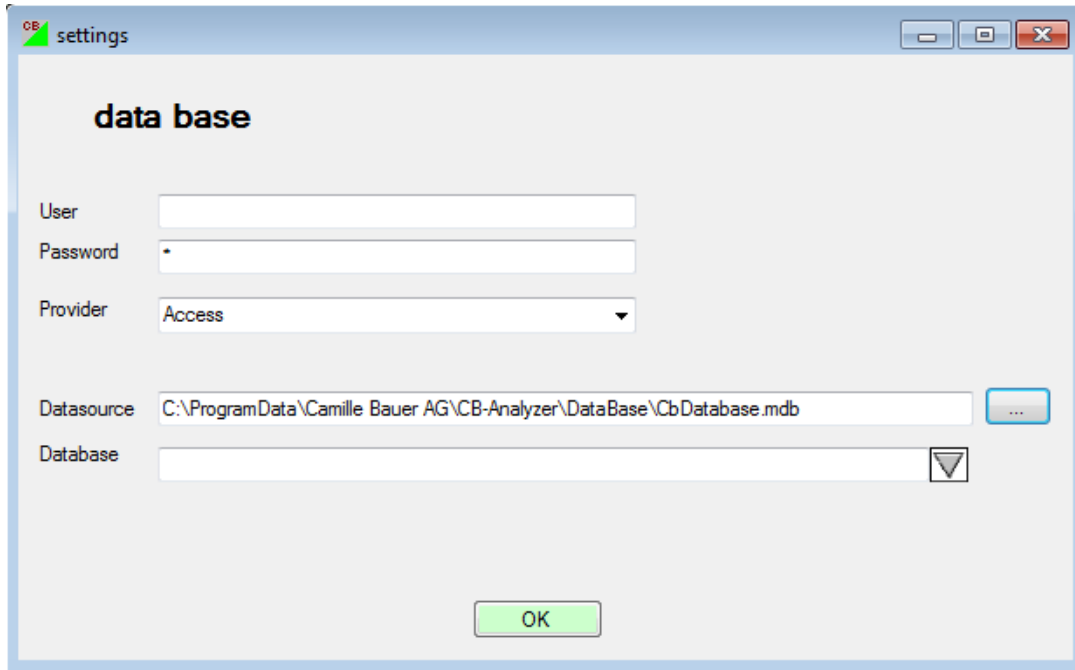 CB settings
data base
User
Password *
Provider Access
Datasource C:\ProgramData\Camille Bauer AG\CB-Analyzer\DataBase\CbDatabase.mdb ...
Database
OK